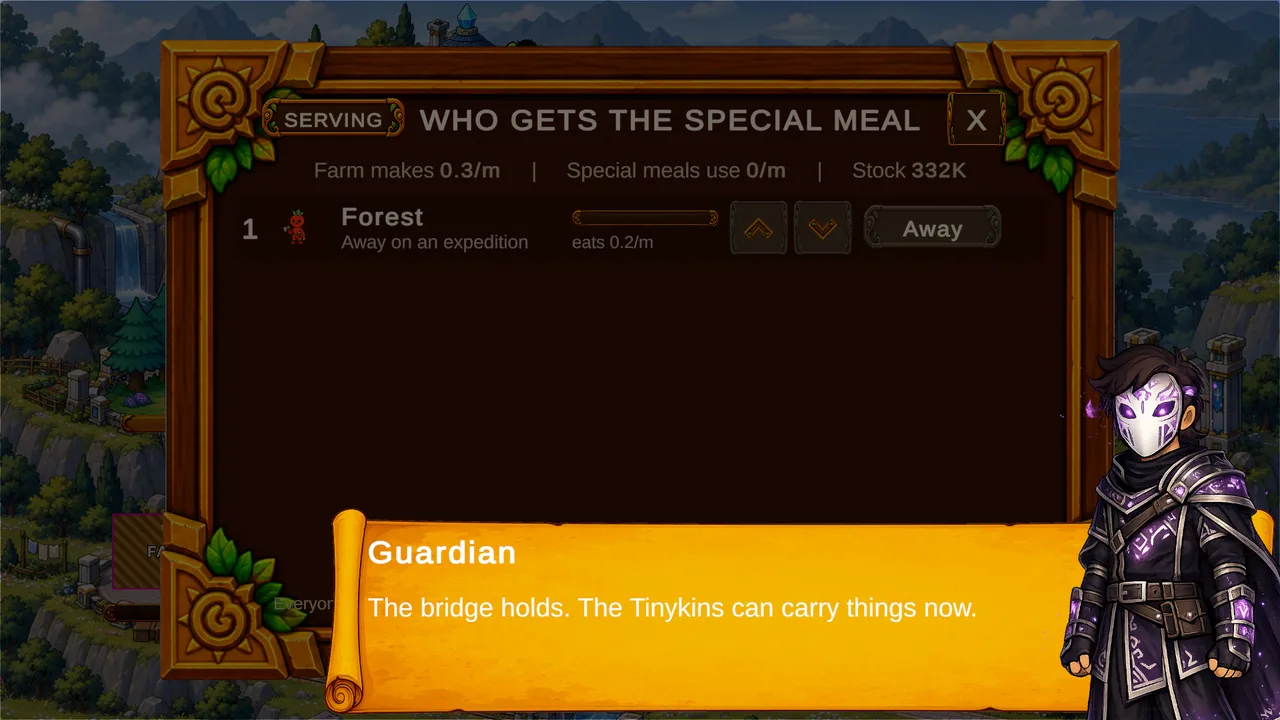 SERVING
WHO GETS THE SPECIAL MEAL
X
Farm makes 0.3/m | Special meals use 0/m | Stock 332K
1
Forest
Away on an expedition
eats 0.2/m
Away
Guardian
The bridge holds. The Tinykins can carry things now.